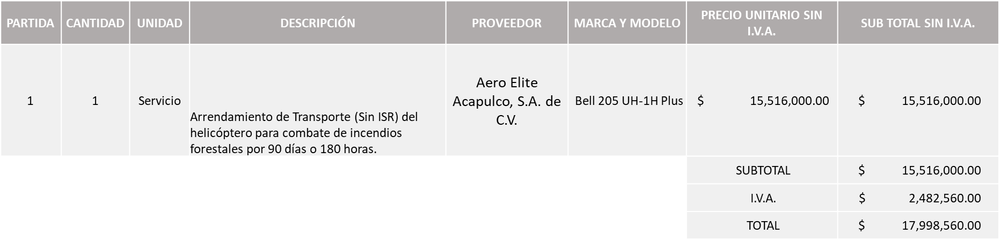 PARTIDA CANTIDAD UNIDAD DESCRIPCIÓN PROVEEDOR MARCA Y MODELO PRECIO UNITARIO SIN
I.V.A. SUB TOTAL SIN I.V.A.
1 1 Servicio
Arrendamiento de Transporte (Sin ISR) del
helicóptero para combate de incendios
forestales por 90 días o 180 horas.
Aero Elite
Acapulco, S.A. de
C.V.
Bell 205 UH-1H Plus $ 15,516,000.00 $ 15,516,000.00
SUBTOTAL $ 15,516,000.00
I.V.A. $ 2,482,560.00
TOTAL $ 17,998,560.00